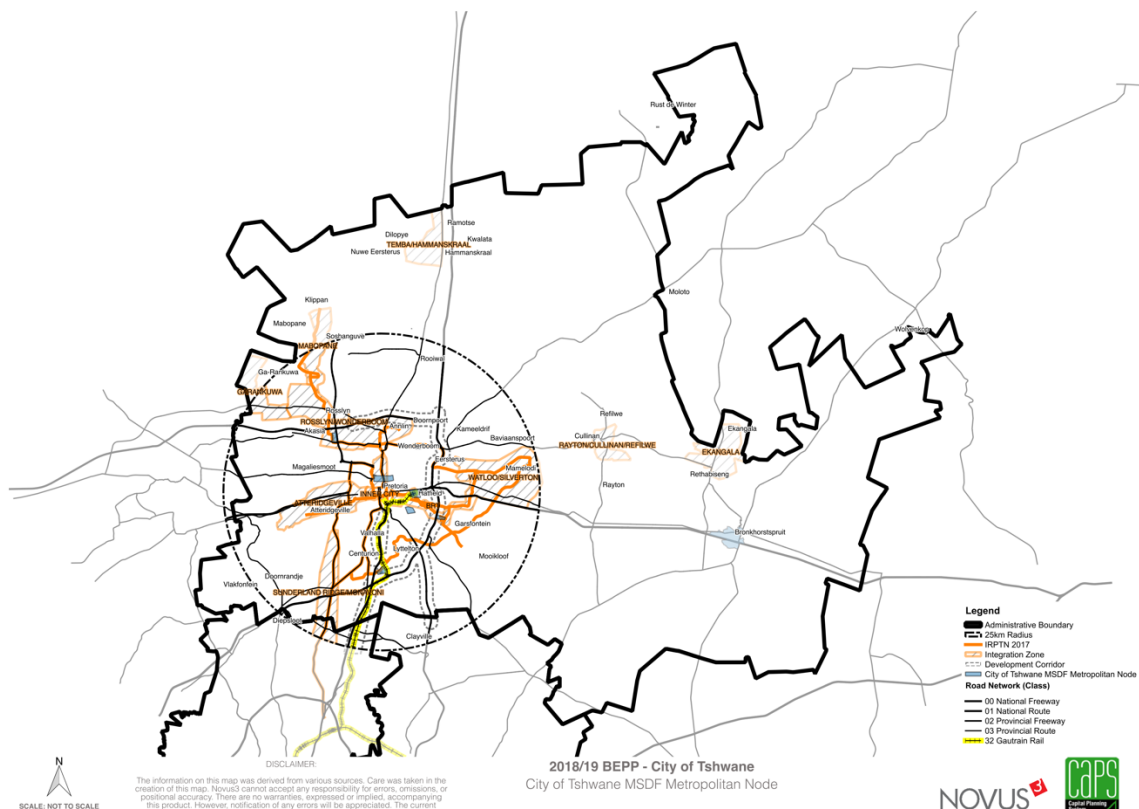 Rust de Winter
Ramotse
Dilopye
Kwalata
TEMBA/HAMMANSKRAAL
Nuwe Eersterus
Hammanskraal
Moloto
Klippan
Mabopane
Wolvenkop
Soshanguve
MABOPANE
Rooiwal
Ga-Rankuwa
GARANKUWA
Rosslyn
Refilwe
ROSSLYN/WONDERBOOM
Boempoort
Annlin
Akasia
Kameeldrif
Ekangala
Cullinan
Baviaanspoort
Wonderboom
RAYTON/CULLINAN/REFILWE
EKANGALA
Eersterus
Magaliesmoot
Mamelodi
Rethabiseng
WATLOO/SILVERTON
Pretoria
Rayton
INNER CITY
Hatfield
ATTERIDGEVILLE
BRT
Atteridgeville
Garsfontein
Valhalla
Bronkhorstspruit
Lyttelton
Centurion
Mooikloof
Doornrandje
Vlakfontein
Diepsloot
Clayville
Legend
Administrative Boundary
25km Radius
IRPTN 2017
Integration Zone
Development Corridor
City of Tshwane MSDF Metropolitan Node
Road Network (Class)
00 National Freeway
01 National Route
02 Provincial Freeway
03 Provincial Route
32 Gautrain Rail
N
SCALE: NOT TO SCALE
DISCLAIMER:
The information on this map was derived from various sources. Care was taken in the
creation of this map. Novus3 cannot accept any responsibility for errors, omissions, or
positional accuracy. There are no warranties, expressed or implied, accompanying
this product. However, notification of any errors will be appreciated. The current
2018/19 BEPP - City of Tshwane
City of Tshwane MSDF Metropolitan Node
NOVUS3
CAPS
Capital Planning